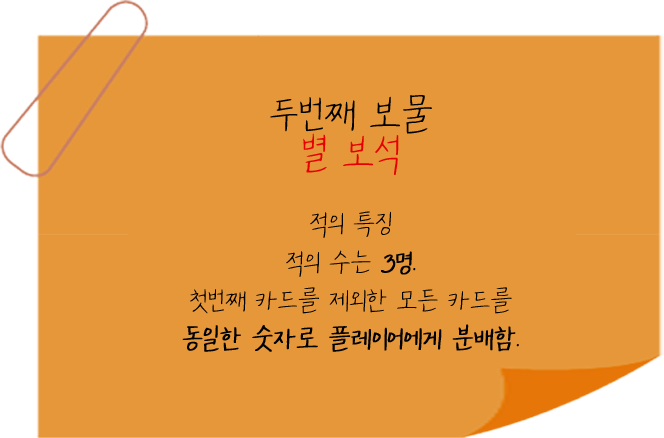 두번째 보물
별 보석
적의 특징
적의 수는 3명.
첫번째 카드를 제외한 모든 카드를
동일한 숫자로 플레이어에게 분배함.